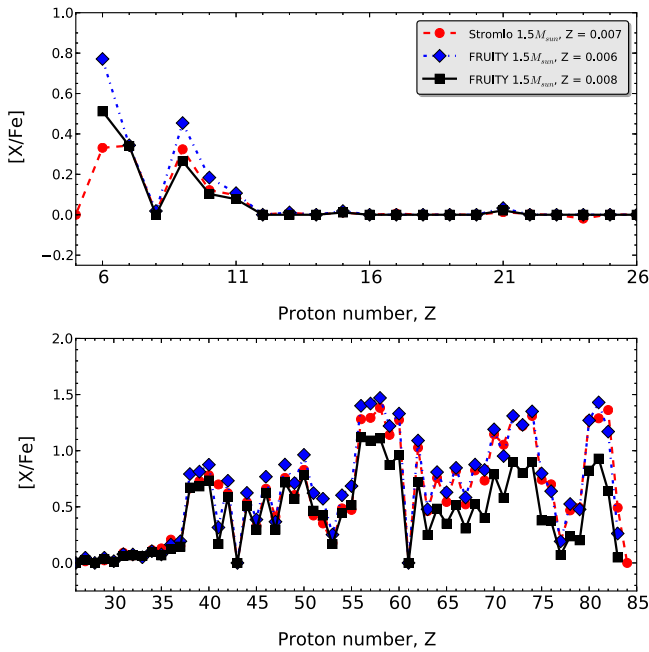 1.0
0.8
0.6
0.4
0.2
0.0
−0.2
[X/Fe]
Stromlo 1.5M_sun, Z = 0.007
FRUITY 1.5M_sun, Z = 0.006
FRUITY 1.5M_sun, Z = 0.008
6 11 16 21 26
Proton number, Z
2.0
1.5
1.0
0.5
0.0
[X/Fe]
30 35 40 45 50 55 60 65 70 75 80 85
Proton number, Z